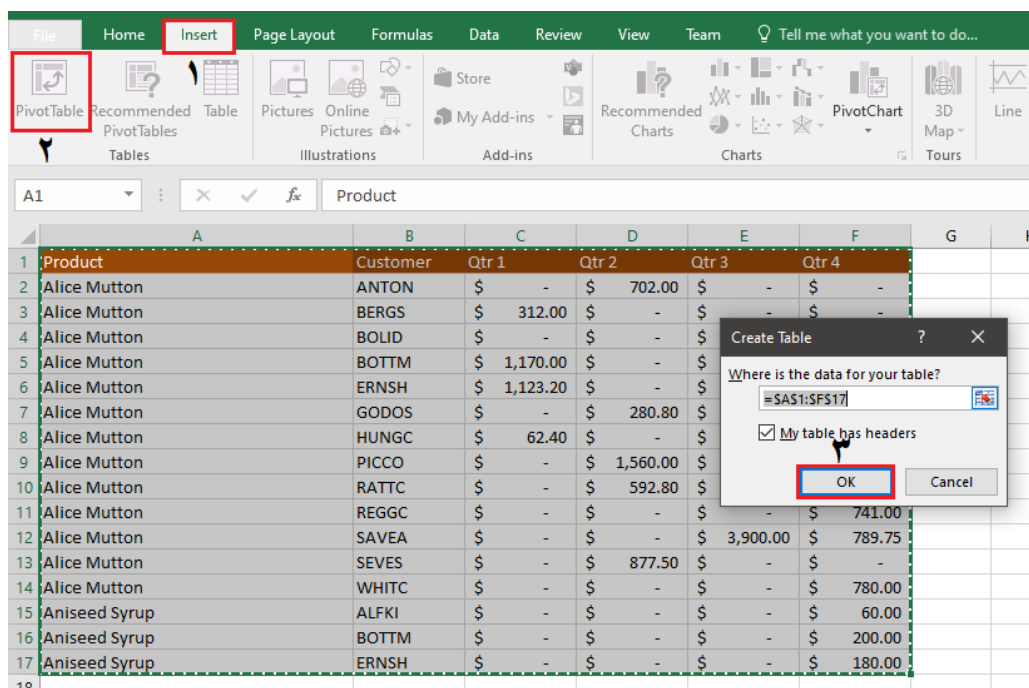 File Home Insert Page Layout Formulas Data Review View Team Tell me what you want to do...
PivotTable Recommended PivotTables Table Pictures Online Pictures Store My Add-ins Recommended Charts PivotChart 3D Map Line
۱
۲
Tables Illustrations Add-ins Charts Tours
A1 fx Product
A B C D E F G
1 Product Customer Qtr 1 Qtr 2 Qtr 3 Qtr 4
2 Alice Mutton ANTON $ - $ 702.00 $ - $ -
3 Alice Mutton BERGS $ 312.00 $ - $ - $ -
4 Alice Mutton BOLID $ - $ - $
5 Alice Mutton BOTTM $ 1,170.00 $ - $
6 Alice Mutton ERNSH $ 1,123.20 $ - $
7 Alice Mutton GODOS $ - $ 280.80 $
8 Alice Mutton HUNGC $ 62.40 $ - $
9 Alice Mutton PICCO $ - $ 1,560.00 $
10 Alice Mutton RATTC $ - $ 592.80 $
11 Alice Mutton REGGC $ - $ - $ - $ 741.00
12 Alice Mutton SAVEA $ - $ - $ 3,900.00 $ 789.75
13 Alice Mutton SEVES $ - $ 877.50 $ - $ -
14 Alice Mutton WHITC $ - $ - $ - $ 780.00
15 Aniseed Syrup ALFKI $ - $ - $ - $ 60.00
16 Aniseed Syrup BOTTM $ - $ - $ - $ 200.00
17 Aniseed Syrup ERNSH $ - $ - $ - $ 180.00
18
Create Table ?
Where is the data for your table?
=$A$1:$F$17
My table has headers
۳
OK Cancel